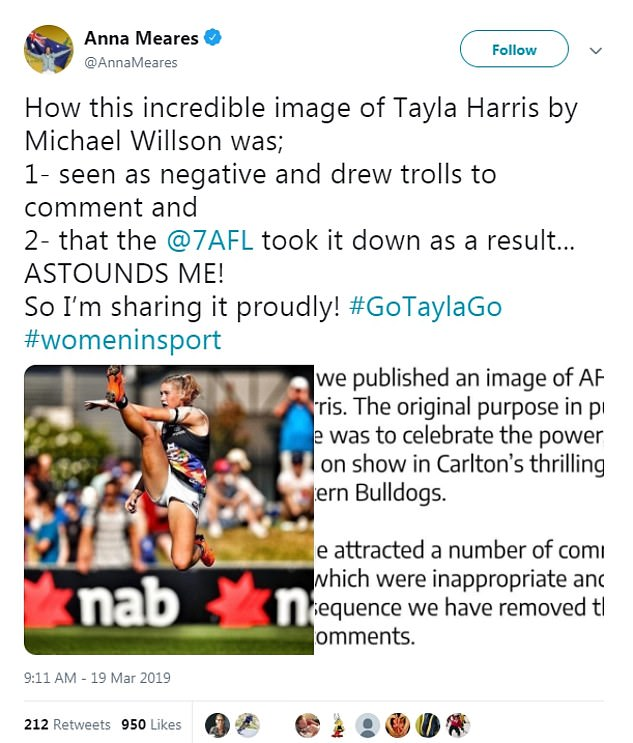 Anna Meares
@AnnaMeares
Follow
How this incredible image of Tayla Harris by
Michael Willson was;
1- seen as negative and drew trolls to
comment and
2- that the @7AFL took it down as a result...
ASTOUNDS ME!
So I'm sharing it proudly! #GoTaylaGo
#womeninsport
we published an image of AF
rris. The original purpose in p
e was to celebrate the power,
on show in Carlton's thrilling
ern Bulldogs.
e attracted a number of com
which were inappropriate and
sequence we have removed t
omments.
nab
n
9:11 AM - 19 Mar 2019
212 Retweets 950 Likes